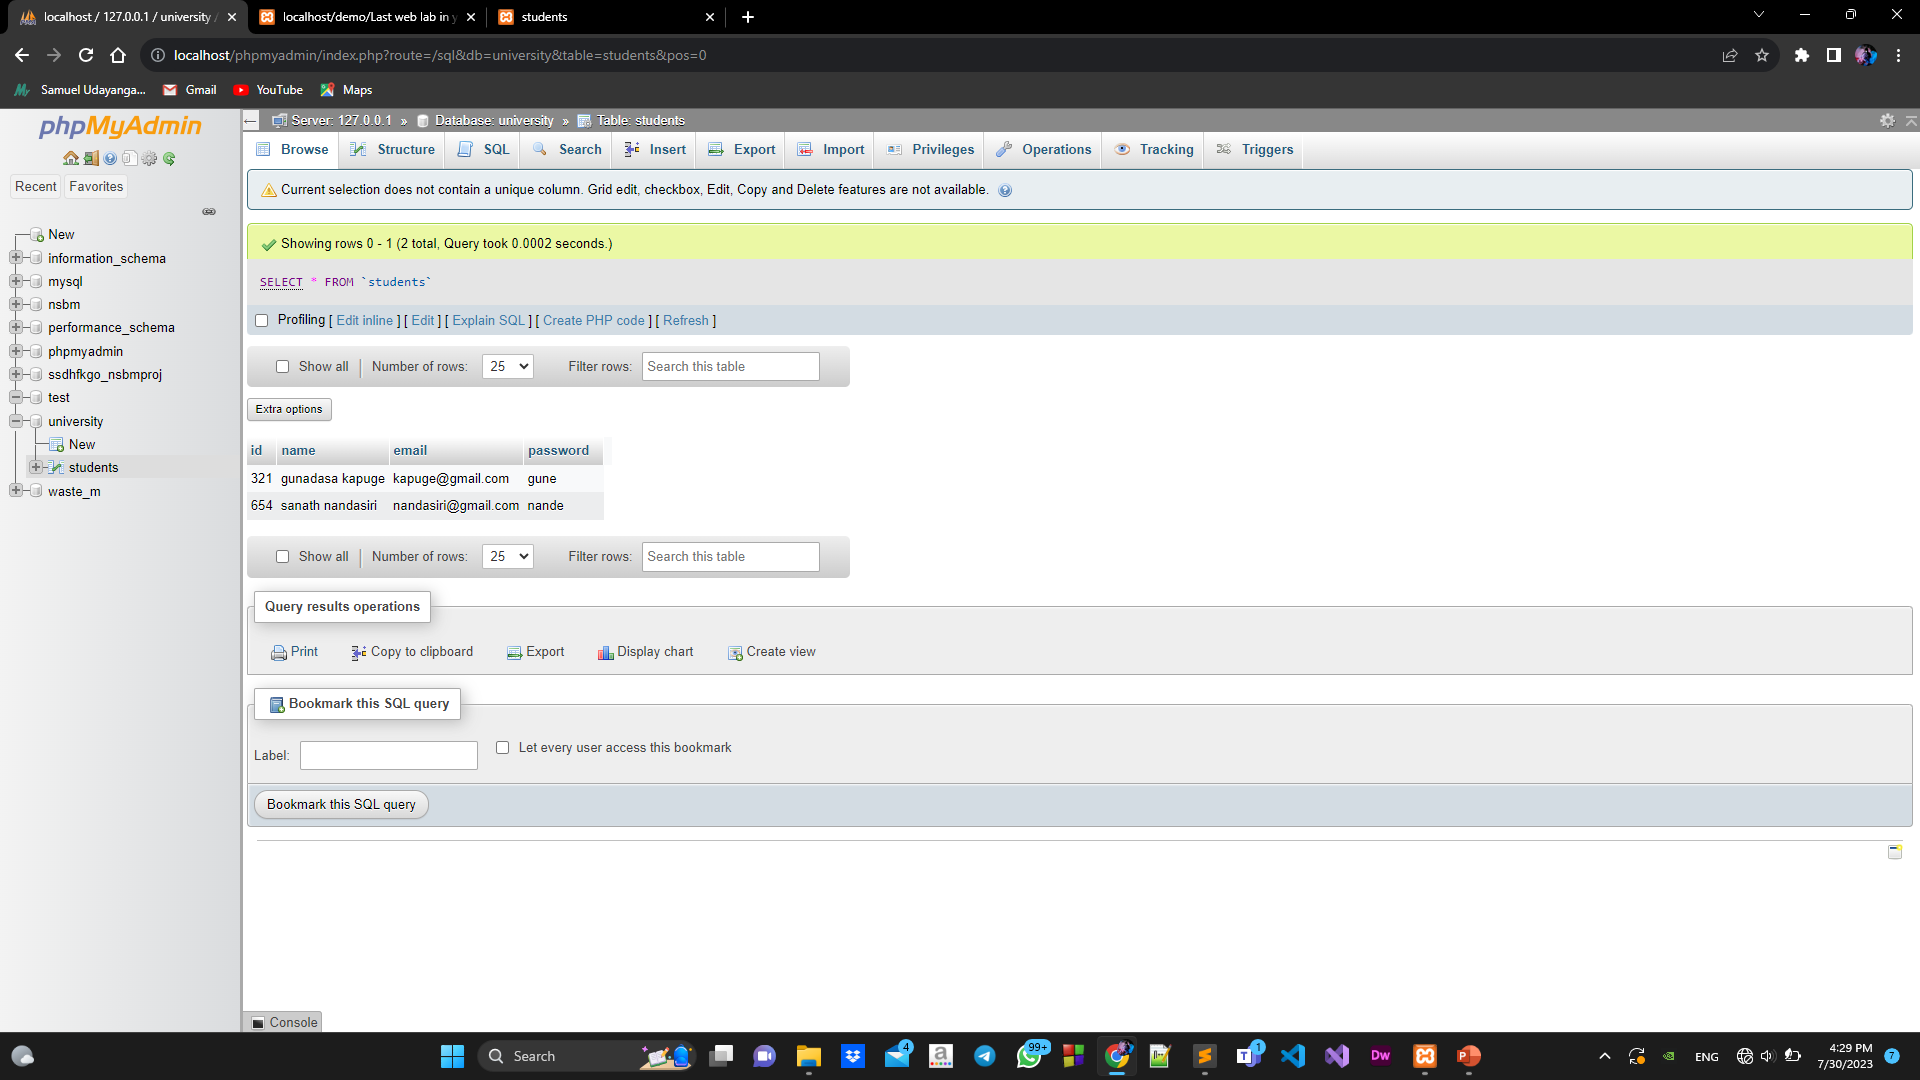 localhost / 127.0.0.1 / university /
localhost/demo/Last web lab in y
students
localhost/phpmyadmin/index.php?route=/sql&db=university&table=students&pos=0
Samuel Udayanga...
Gmail
YouTube
Maps
phpMyAdmin
Recent
Favorites
New
information_schema
mysql
nsbm
performance_schema
phpmyadmin
ssdhfkgo_nsbmproj
test
university
New
students
waste_m
Server: 127.0.0.1 » Database: university » Table: students
Browse Structure SQL Search Insert Export Import Privileges Operations Tracking Triggers
Current selection does not contain a unique column. Grid edit, checkbox, Edit, Copy and Delete features are not available.
Showing rows 0 - 1 (2 total, Query took 0.0002 seconds.)
SELECT * FROM `students`
Profiling [ Edit inline ] [ Edit ] [ Explain SQL ] [ Create PHP code ] [ Refresh ]
Show all Number of rows: 25 Filter rows: Search this table
Extra options
id name email password
321 gunadasa kapuge kapuge@gmail.com gune
654 sanath nandasiri nandasiri@gmail.com nande
Show all Number of rows: 25 Filter rows: Search this table
Query results operations
Print Copy to clipboard Export Display chart Create view
Bookmark this SQL query
Label: Let every user access this bookmark
Bookmark this SQL query
Console
Search
4
a
99+
1
Dw
ENG
4:29 PM
7/30/2023
7